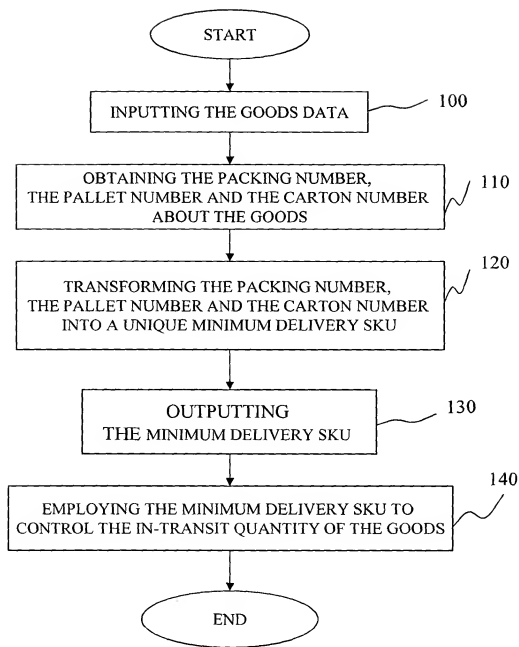 START
INPUTTING THE GOODS DATA
100
OBTAINING THE PACKING NUMBER,
THE PALLET NUMBER AND THE CARTON NUMBER
ABOUT THE GOODS
110
TRANSFORMING THE PACKING NUMBER,
THE PALLET NUMBER AND THE CARTON NUMBER
INTO A UNIQUE MINIMUM DELIVERY SKU
120
OUTPUTTING
THE MINIMUM DELIVERY SKU
130
EMPLOYING THE MINIMUM DELIVERY SKU TO
CONTROL THE IN-TRANSIT QUANTITY OF THE GOODS
140
END